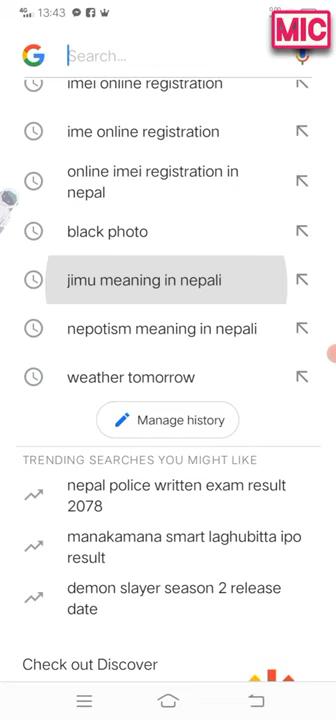 4G 13:43
MIC
Search...
imei online registration
ime online registration
online imei registration in
nepal
black photo
jimu meaning in nepali
nepotism meaning in nepali
weather tomorrow
Manage history
TRENDING SEARCHES YOU MIGHT LIKE
nepal police written exam result
2078
manakamana smart laghubitta ipo
result
demon slayer season 2 release
date
Check out Discover